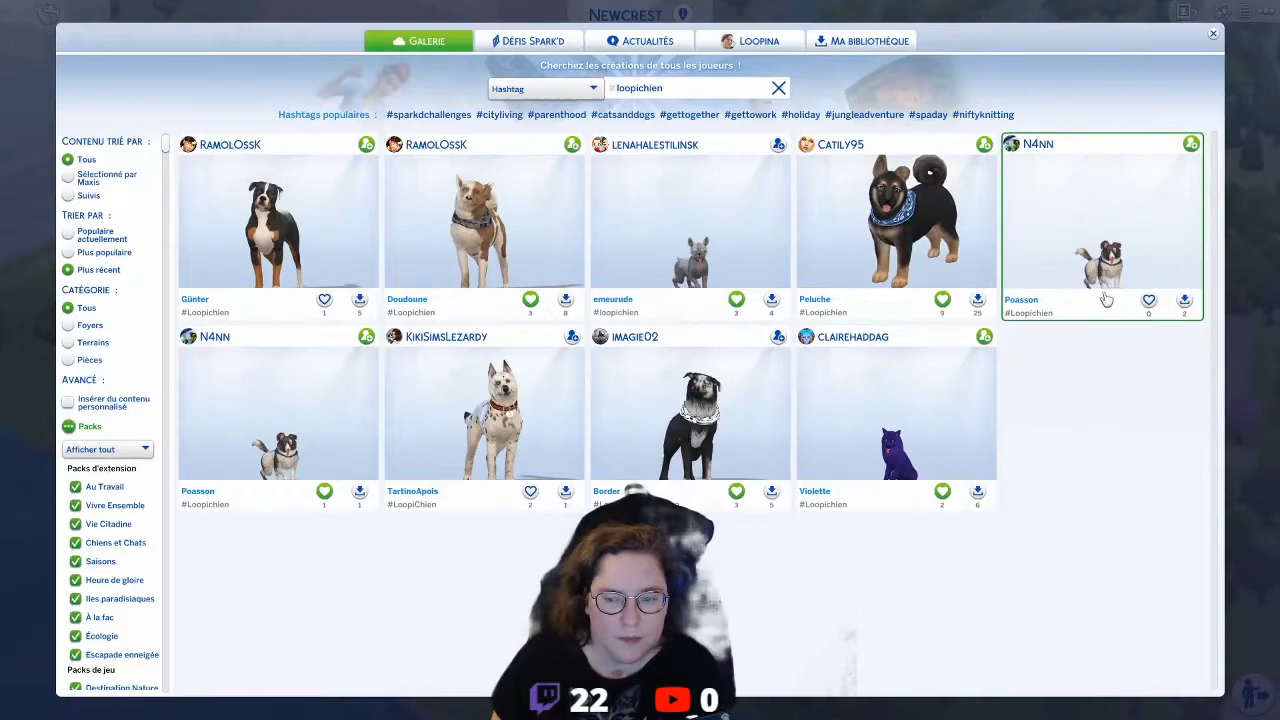 NEWCREST
GALERIE
DÉFIS SPARK'D
ACTUALITÉS
LOOPINA
MA BIBLIOTHÈQUE
Cherchez les créations de tous les joueurs !
Hashtag
# loopichien
Hashtags populaires : #sparkdchallenges #cityliving #parenthood #catsanddogs #gettogether #gettowork #holiday #jungleadventure #spaday #niftyknitting
CONTENU TRIÉ PAR :
Tous
Sélectionné par
Maxis
Suivis
TRIER PAR :
Populaire
actuellement
Plus populaire
Plus récent
CATÉGORIE :
Tous
Foyers
Terrains
Pièces
AVANCÉ :
Insérer du contenu
personnalisé
Packs
Afficher tout
Packs d'extension
Au Travail
Vivre Ensemble
Vie Citadine
Chiens et Chats
Saisons
Heure de gloire
Iles paradisiaques
À la fac
Écologie
Escapade enneigée
Packs de jeu
Destination Nature
RAMOLOSSK
Günter
1 5
#Loopichien
RAMOLOSSK
Doudoune
3 8
#Loopichien
LENAHALESTILINSK
emeurude
3 4
#loopichien
CATILY95
Peluche
9 25
#Loopichien
N4NN
Poasson
0 2
#Loopichien
N4NN
Poasson
1 1
#Loopichien
KIKISIMSLEZARDY
TartinoApois
2 1
#LoopiChien
IMAGIE02
Border
3 5
CLAIREHADDAG
Violette
2 6
#Loopichien
22
0